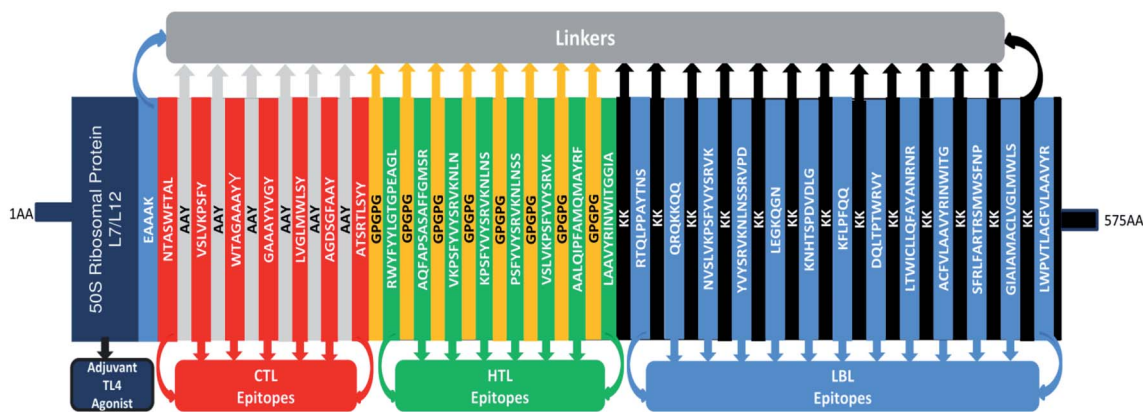 Linkers
1AA
50S Ribosomal Protein
L7/L12
EAAAK
NTASWFTAL
AAY
VSLVKPSFY
AAY
WTAGAAAYY
AAY
GAAAYYVGY
AAY
LVGLMWLSY
AAY
AGDSGFAAY
AAY
ATSRTLSYY
GPGPG
RWYFYYLGTGPEAGL
GPGPG
AQFAPSASAFFGMSR
GPGPG
VKPSFYVYSRVKNLN
GPGPG
KPSFYVYSRVKNLNS
GPGPG
PSFYVYSRVKNLNSS
GPGPG
VSLVKPSFYVYSRVK
GPGPG
AALQIPFAMQMAYRF
GPGPG
LAAVYRINWITGGIA
KK
RTQLPPAYTNS
KK
QRQKKQQ
KK
NVSLVKPSFYVYSRVK
KK
YVYSRVKNLNSSRVPD
KK
LEGKQGN
KK
KNHTSPDVDLG
KK
KFLPFQQ
KK
DQLTPTWRVY
KK
LTWICLLQFAYANRNR
KK
ACFVLAAVYRINWITG
KK
SFRLFARTRSMWSFNP
KK
GIAIAMACLVGLMWLS
KK
LWPVTLACFVLAAVYR
575AA
Adjuvant
TL4
Agonist
CTL
Epitopes
HTL
Epitopes
LBL
Epitopes